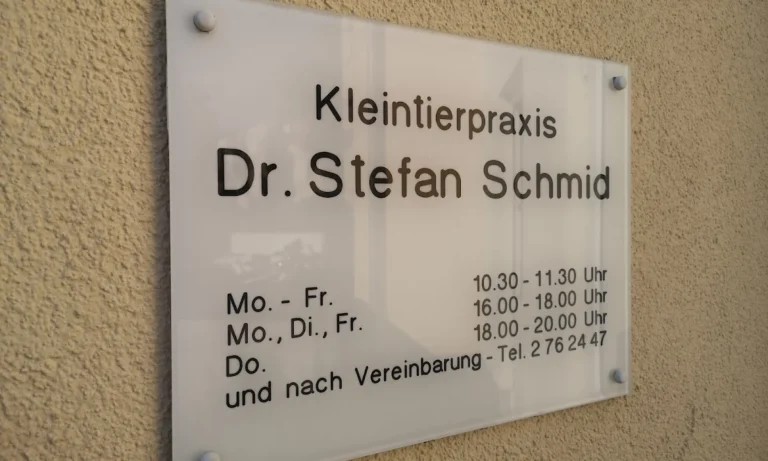 Kleintierpraxis
Dr. Stefan Schmid
Mo. - Fr. 10.30 - 11.30 Uhr
Mo., Di., Fr. 16.00 - 18.00 Uhr
Do. 18.00 - 20.00 Uhr
und nach Vereinbarung - Tel. 2 76 24 47